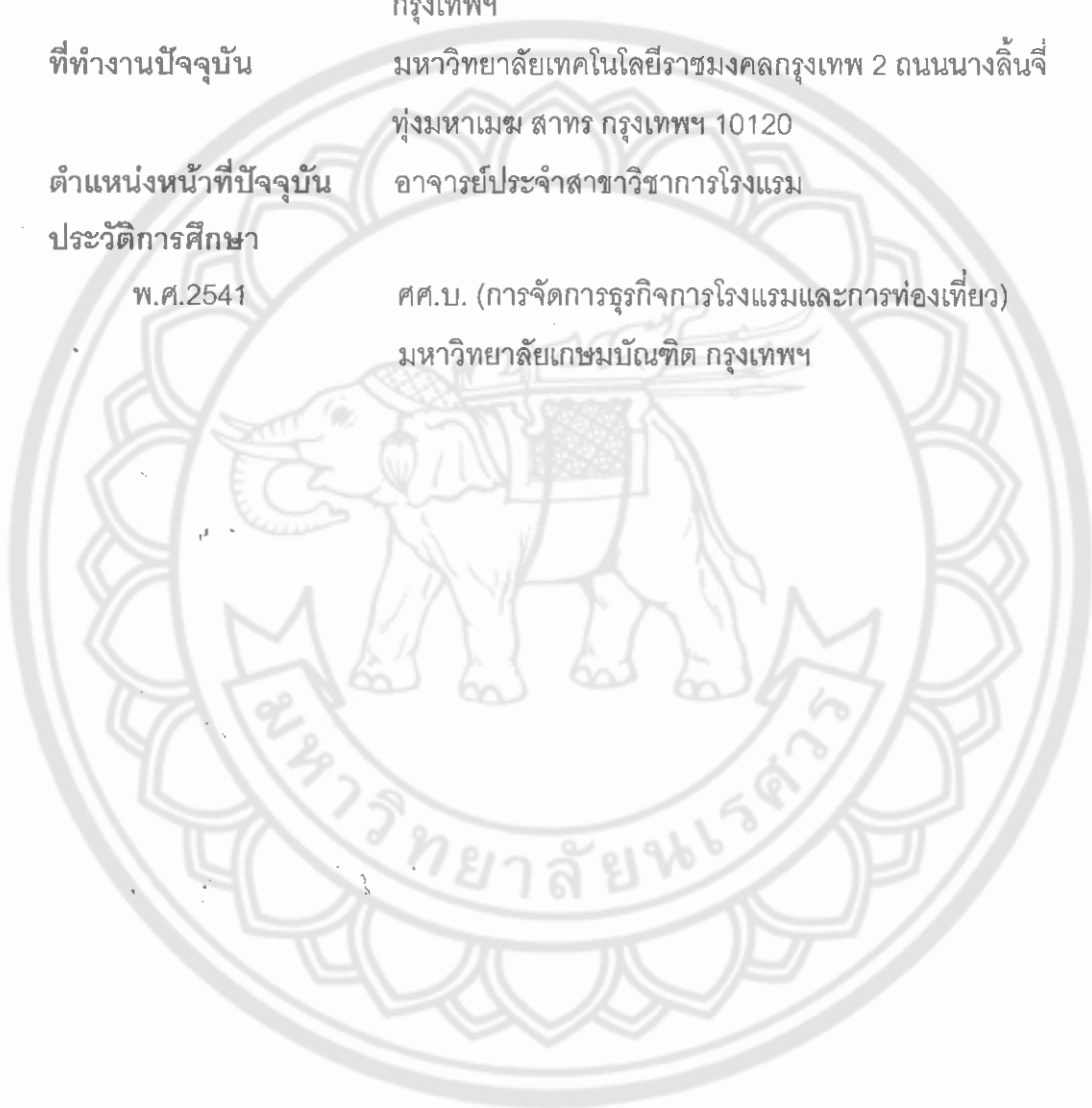 กรุงเทพฯ
ที่ทำงานปัจจุบัน มหาวิทยาลัยเทคโนโลยีราชมงคลกรุงเทพ 2 ถนนนางลิ้นจี่
ทุ่งมหาเมฆ สาทร กรุงเทพฯ 10120
ตำแหน่งหน้าที่ปัจจุบัน อาจารย์ประจำสาขาวิชาการโรงแรม
ประวัติการศึกษา
พ.ศ.2541 ศศ.บ. (การจัดการธุรกิจการโรงแรมและการท่องเที่ยว)
มหาวิทยาลัยเกษมบัณฑิต กรุงเทพฯ
มหาวิทยาลัยนเรศวร